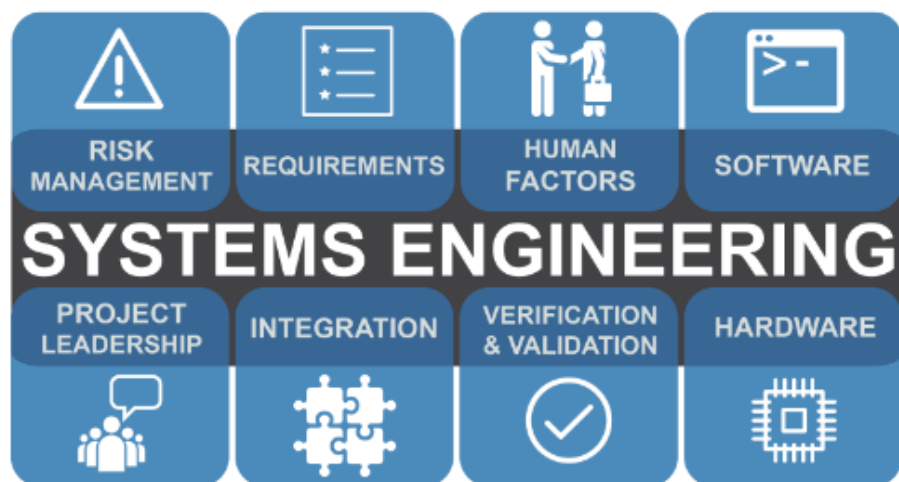 RISK
MANAGEMENT
REQUIREMENTS
HUMAN
FACTORS
SOFTWARE
>-
SYSTEMS ENGINEERING
PROJECT
LEADERSHIP
INTEGRATION
VERIFICATION
& VALIDATION
HARDWARE